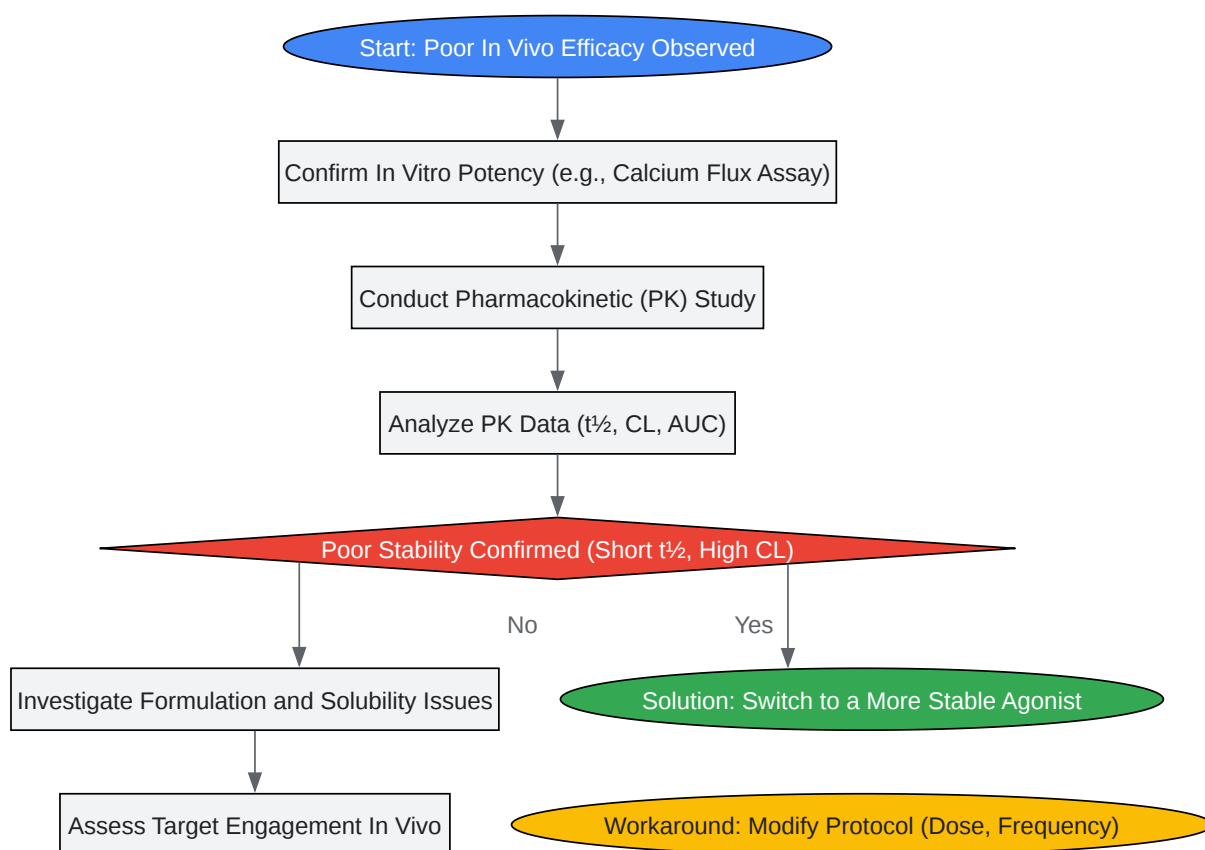 Start: Poor In Vivo Efficacy Observed
Confirm In Vitro Potency (e.g., Calcium Flux Assay)
Conduct Pharmacokinetic (PK) Study
Analyze PK Data (t½, CL, AUC)
Poor Stability Confirmed (Short t½, High CL)
No
Yes
Investigate Formulation and Solubility Issues
Solution: Switch to a More Stable Agonist
Assess Target Engagement In Vivo
Workaround: Modify Protocol (Dose, Frequency)